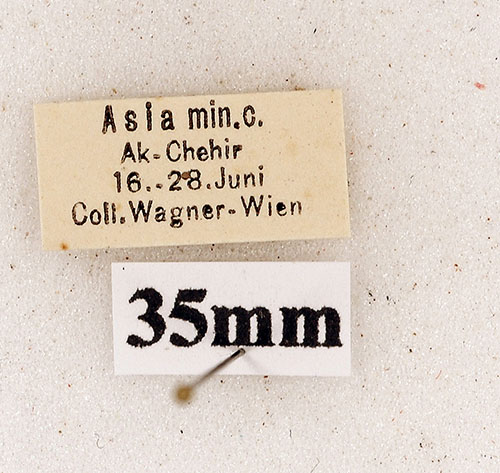 Asia min.c.
Ak-Chehir
16.-28.Juni
Coll.Wagner-Wien
35mm